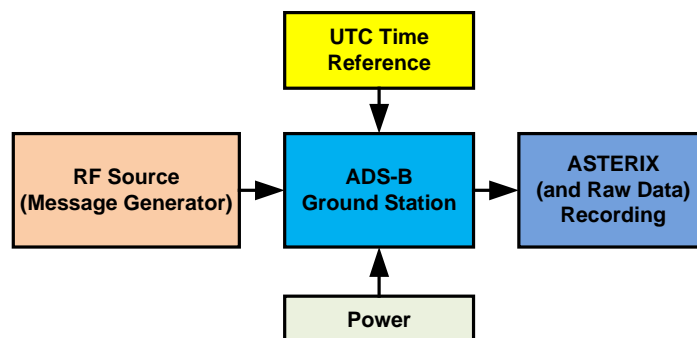 UTC Time
Reference
RF Source
(Message Generator)
ADS-B
Ground Station
ASTERIX
(and Raw Data)
Recording
Power